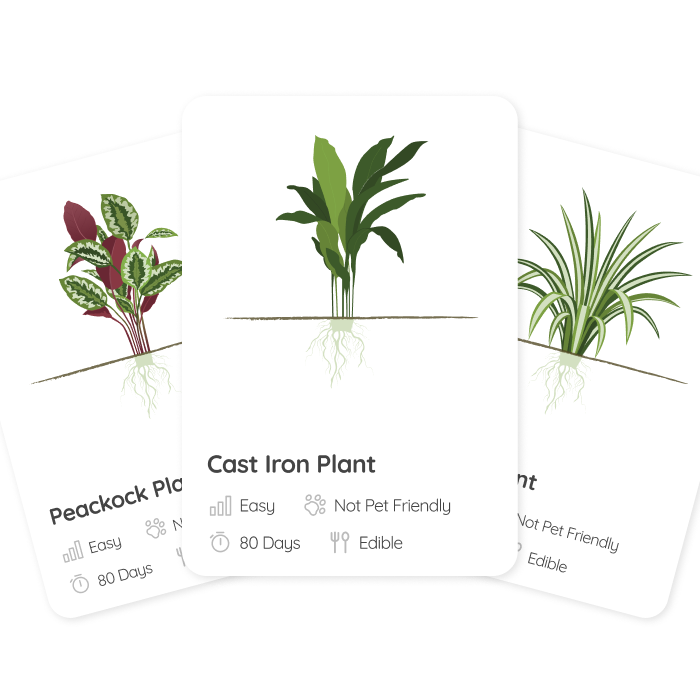 Peackock Pla
Easy
N
80 Days
Cast Iron Plant
Easy Not Pet Friendly
80 Days Edible
nt
Not Pet Friendly
Edible